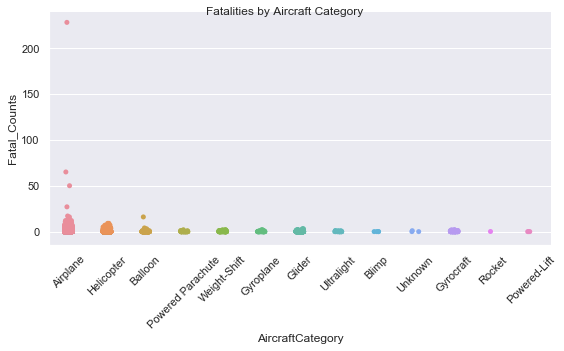 Fatalities by Aircraft Category
200
150
100
50
0
Fatal_Counts
Airplane
Helicopter
Balloon
Powered Parachute
Weight-Shift
Gyroplane
Glider
Ultralight
Blimp
Unknown
Gyrocraft
Rocket
Powered-Lift
AircraftCategory